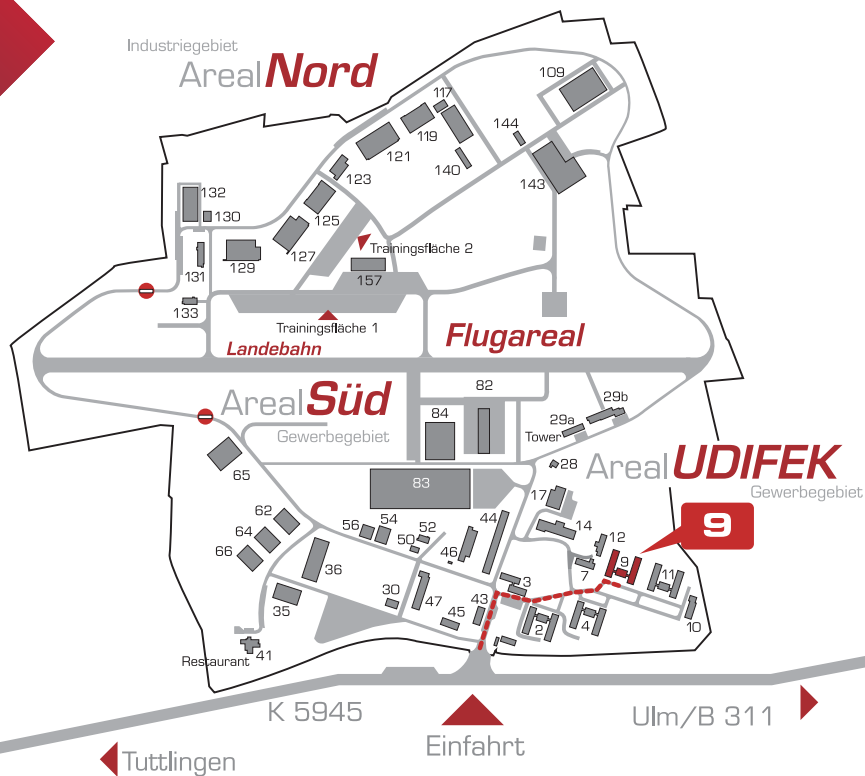 Industriegebiet
Areal Nord
109
117
119
144
121
140
143
123
132
130
125
127
Trainingsfläche 2
131
129
157
133
Trainingsfläche 1
Landebahn
Flugareal
Areal Süd
Gewerbegebiet
82
84
29b
29a
Tower
28
Areal UDIFEK
Gewerbegebiet
65
83
17
9
62
64
66
56
54
52
50
44
46
14
12
7
9
11
36
35
30
47
45
43
3
2
4
10
Restaurant
41
K 5945
Ulm/B 311
Einfahrt
Tuttlingen